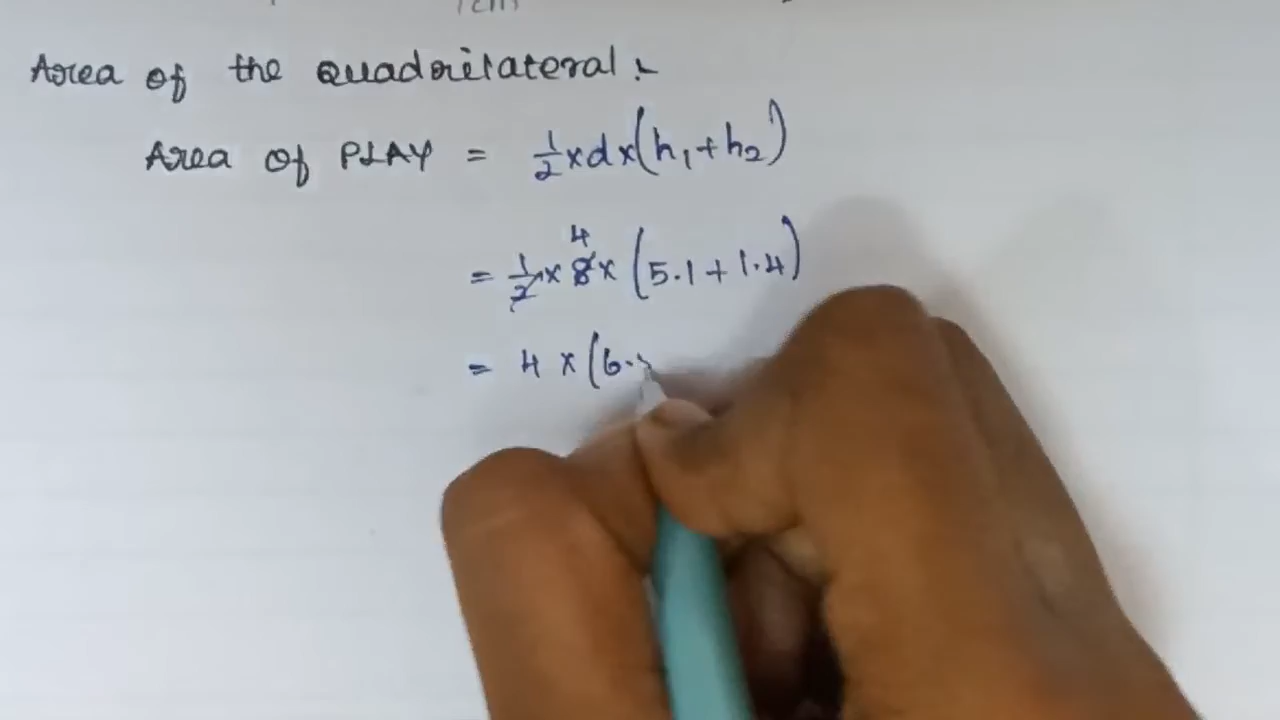 Area of the Quadrilateral :-
Area of PLAY = 1/2 x d x (h₁ + h₂)
4
= 1/2 x 8 x (5.1 + 1.4)
= 4 x (6.